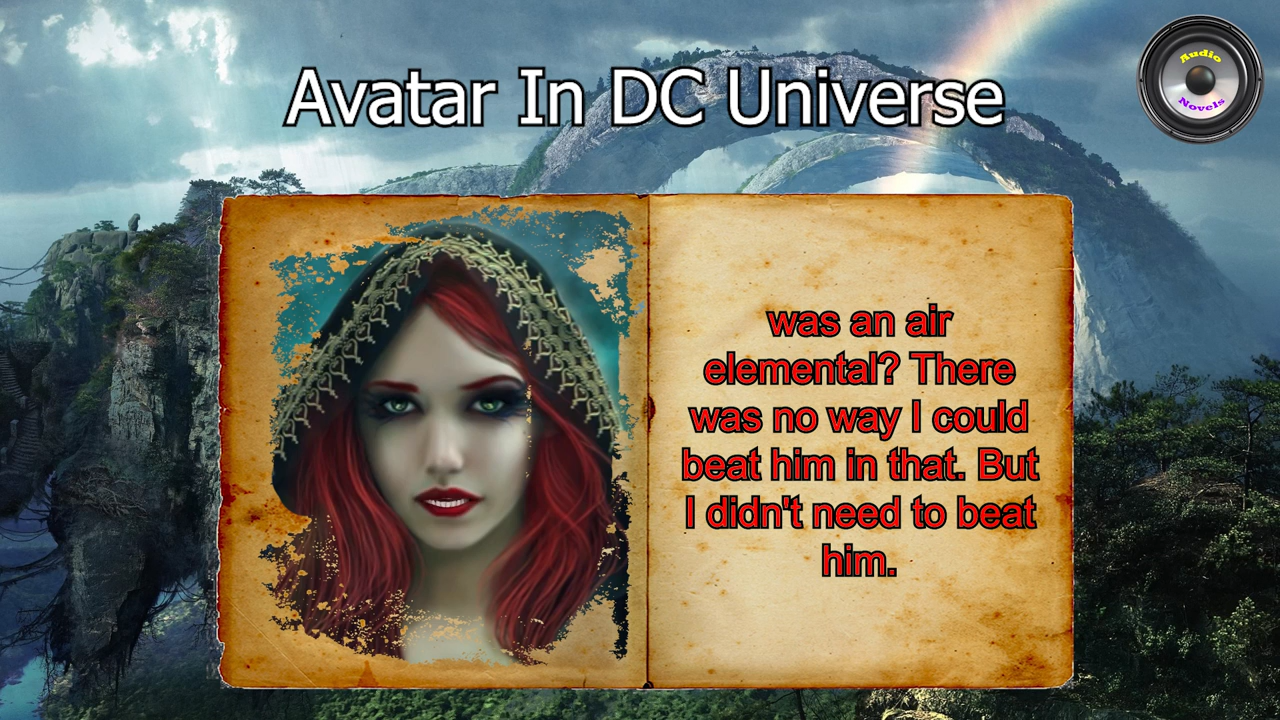 Avatar In DC Universe
Audio
Novels
was an air
elemental? There
was no way I could
beat him in that. But
I didn't need to beat
him.